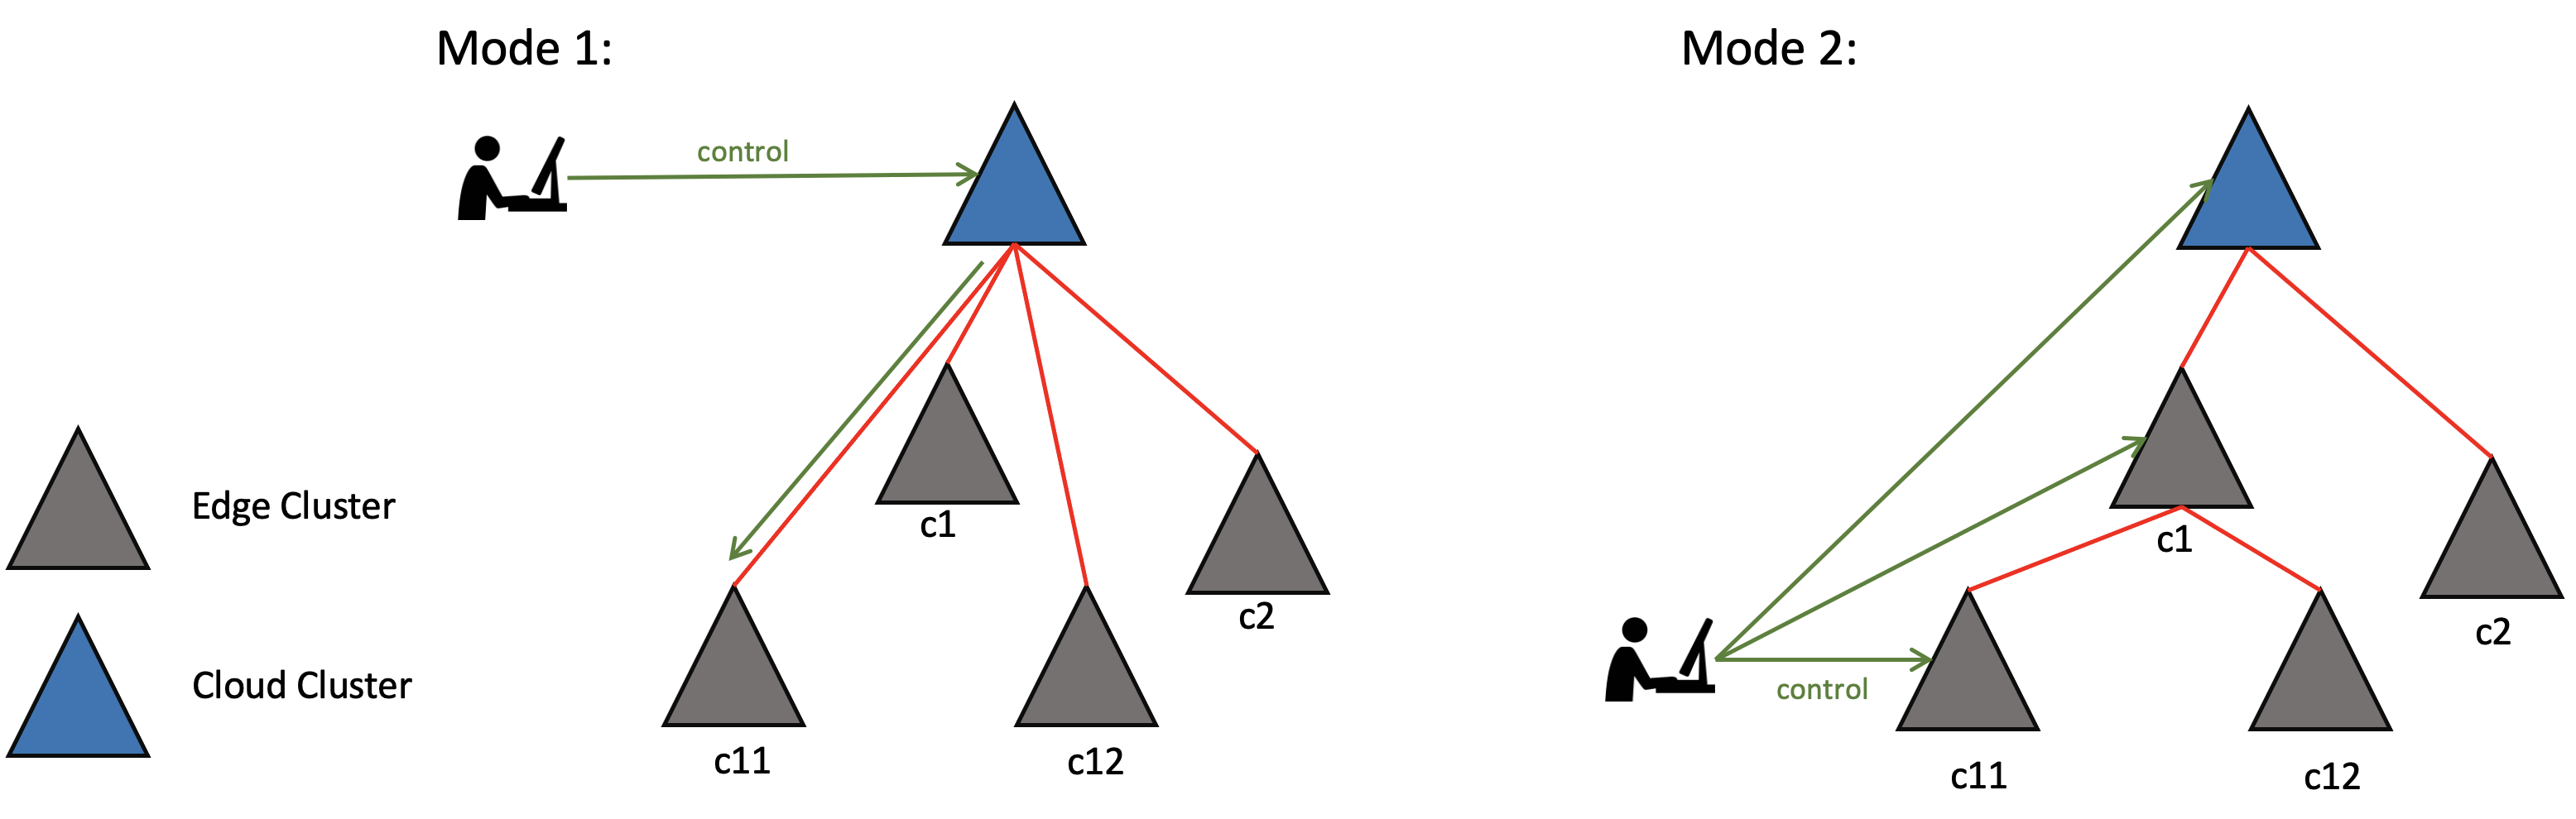 Mode 1:
control
c1
c2
c11
c12
Edge Cluster
Cloud Cluster
Mode 2:
control
c1
c2
c11
c12